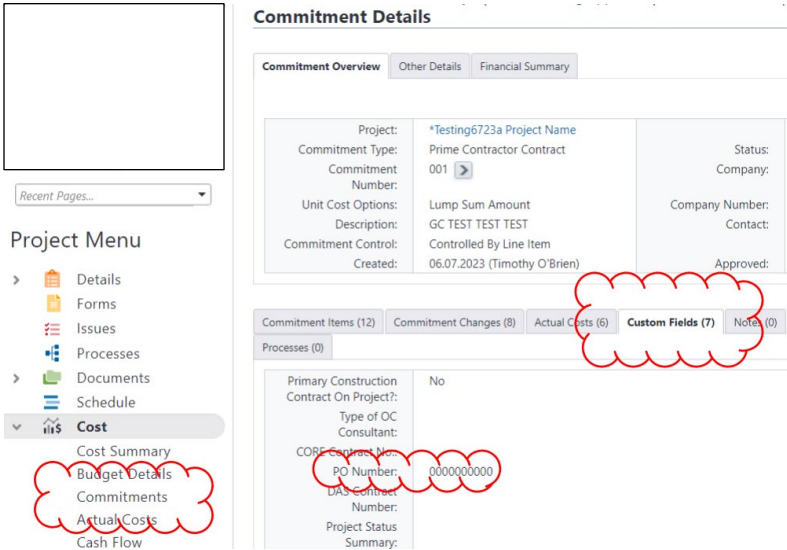 Commitment Details
Commitment Overview Other Details Financial Summary
Project: *Testing6723a Project Name
Commitment Type: Prime Contractor Contract Status:
Commitment Number: 001 Company:
Unit Cost Options: Lump Sum Amount Company Number:
Description: GC TEST TEST TEST Contact:
Commitment Control: Controlled By Line Item
Created: 06.07.2023 (Timothy O'Brien) Approved:
Recent Pages...
Project Menu
Details
Forms
Issues
Processes
Documents
Schedule
Cost
Cost Summary
Budget Details
Commitments
Actual Costs
Cash Flow
Commitment Items (12) Commitment Changes (8) Actual Costs (6) Custom Fields (7) Notes (0)
Processes (0)
Primary Construction Contract On Project?: No
Type of OC
Consultant:
CORE Contract No.:
PO Number: 0000000000
DAS Contract
Number:
Project Status
Summary: